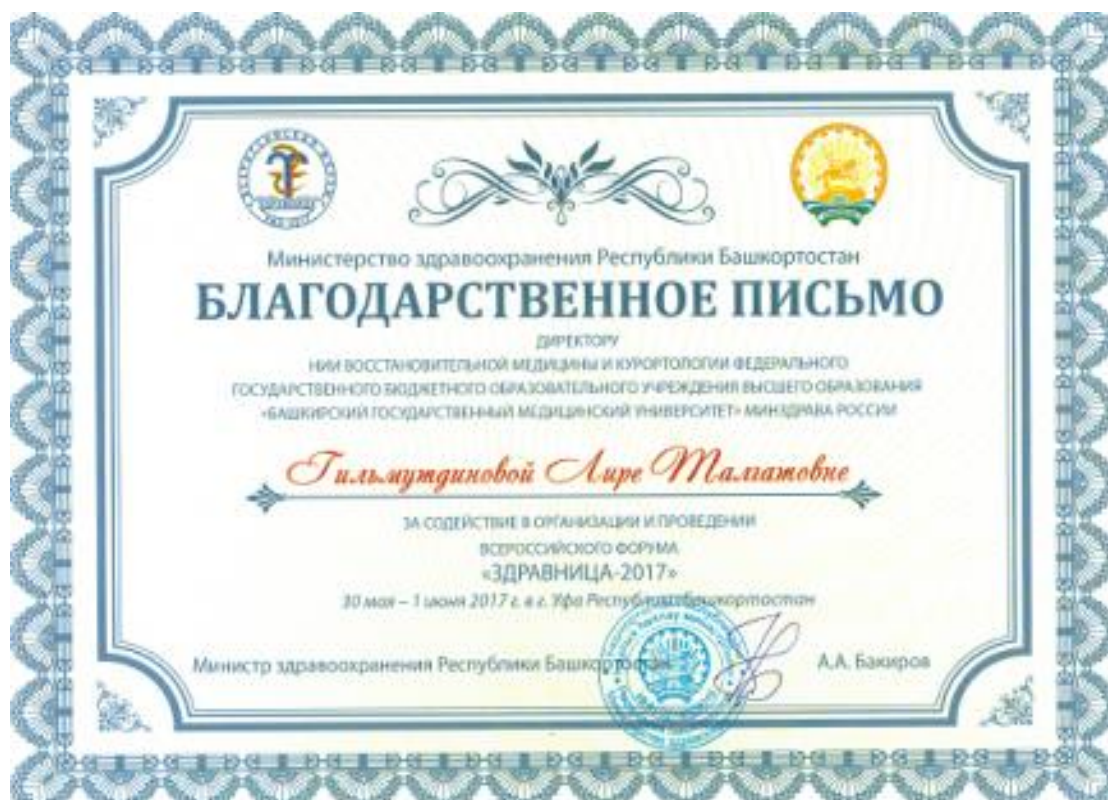 Министерство здравоохранения Республики Башкортостан
БЛАГОДАРСТВЕННОЕ ПИСЬМО
ДИРЕКТОРУ
НИИ ВОССТАНОВИТЕЛЬНОЙ МЕДИЦИНЫ И КУРОРТОЛОГИИ ФЕДЕРАЛЬНОГО
ГОСУДАРСТВЕННОГО БЮДЖЕТНОГО ОБРАЗОВАТЕЛЬНОГО УЧРЕЖДЕНИЯ ВЫСШЕГО ОБРАЗОВАНИЯ
«БАШКИРСКИЙ ГОСУДАРСТВЕННЫЙ МЕДИЦИНСКИЙ УНИВЕРСИТЕТ» МИНЗДРАВА РОССИИ
Гильмутдиновой Лире Талгатовне
ЗА СОДЕЙСТВИЕ В ОРГАНИЗАЦИИ И ПРОВЕДЕНИИ
ВСЕРОССИЙСКОГО ФОРУМА
«ЗДРАВНИЦА-2017»
30 мая – 1 июня 2017 г. в г. Уфа Республика Башкортостан
Министр здравоохранения Республики Башкортостан
А.А. Бакиров